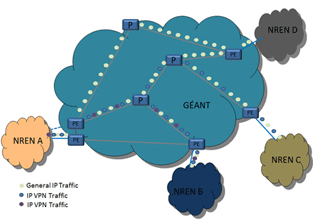 NREN D
P
PE
P
GÉANT
P
PE
PE
NREN A
PE
PE
NREN C
NREN B
General IP Traffic
IP VPN Traffic
IP VPN Traffic